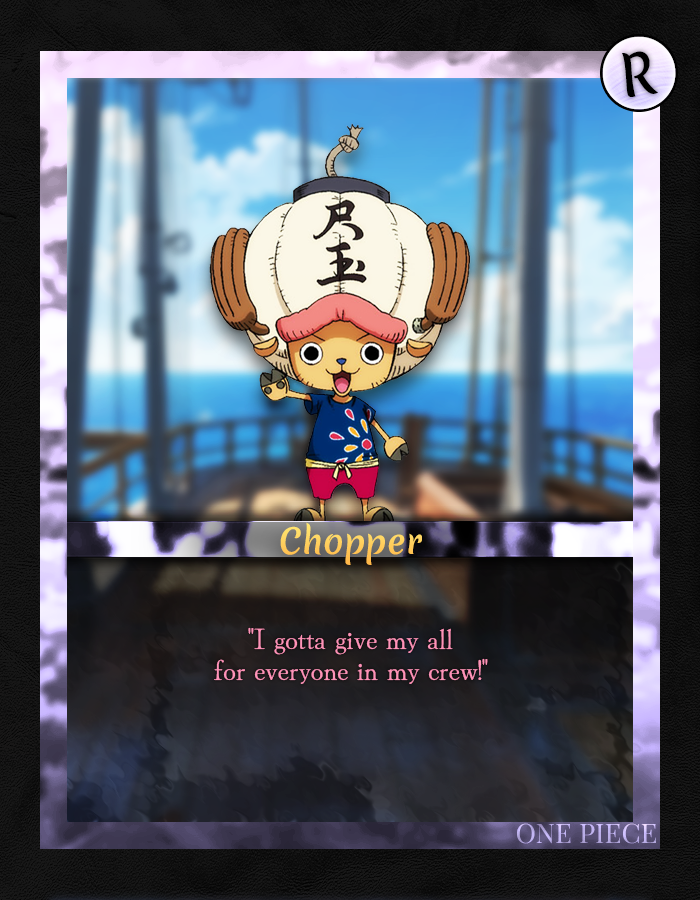 R
尺
玉
Chopper
"I gotta give my all
for everyone in my crew!"
ONE PIECE